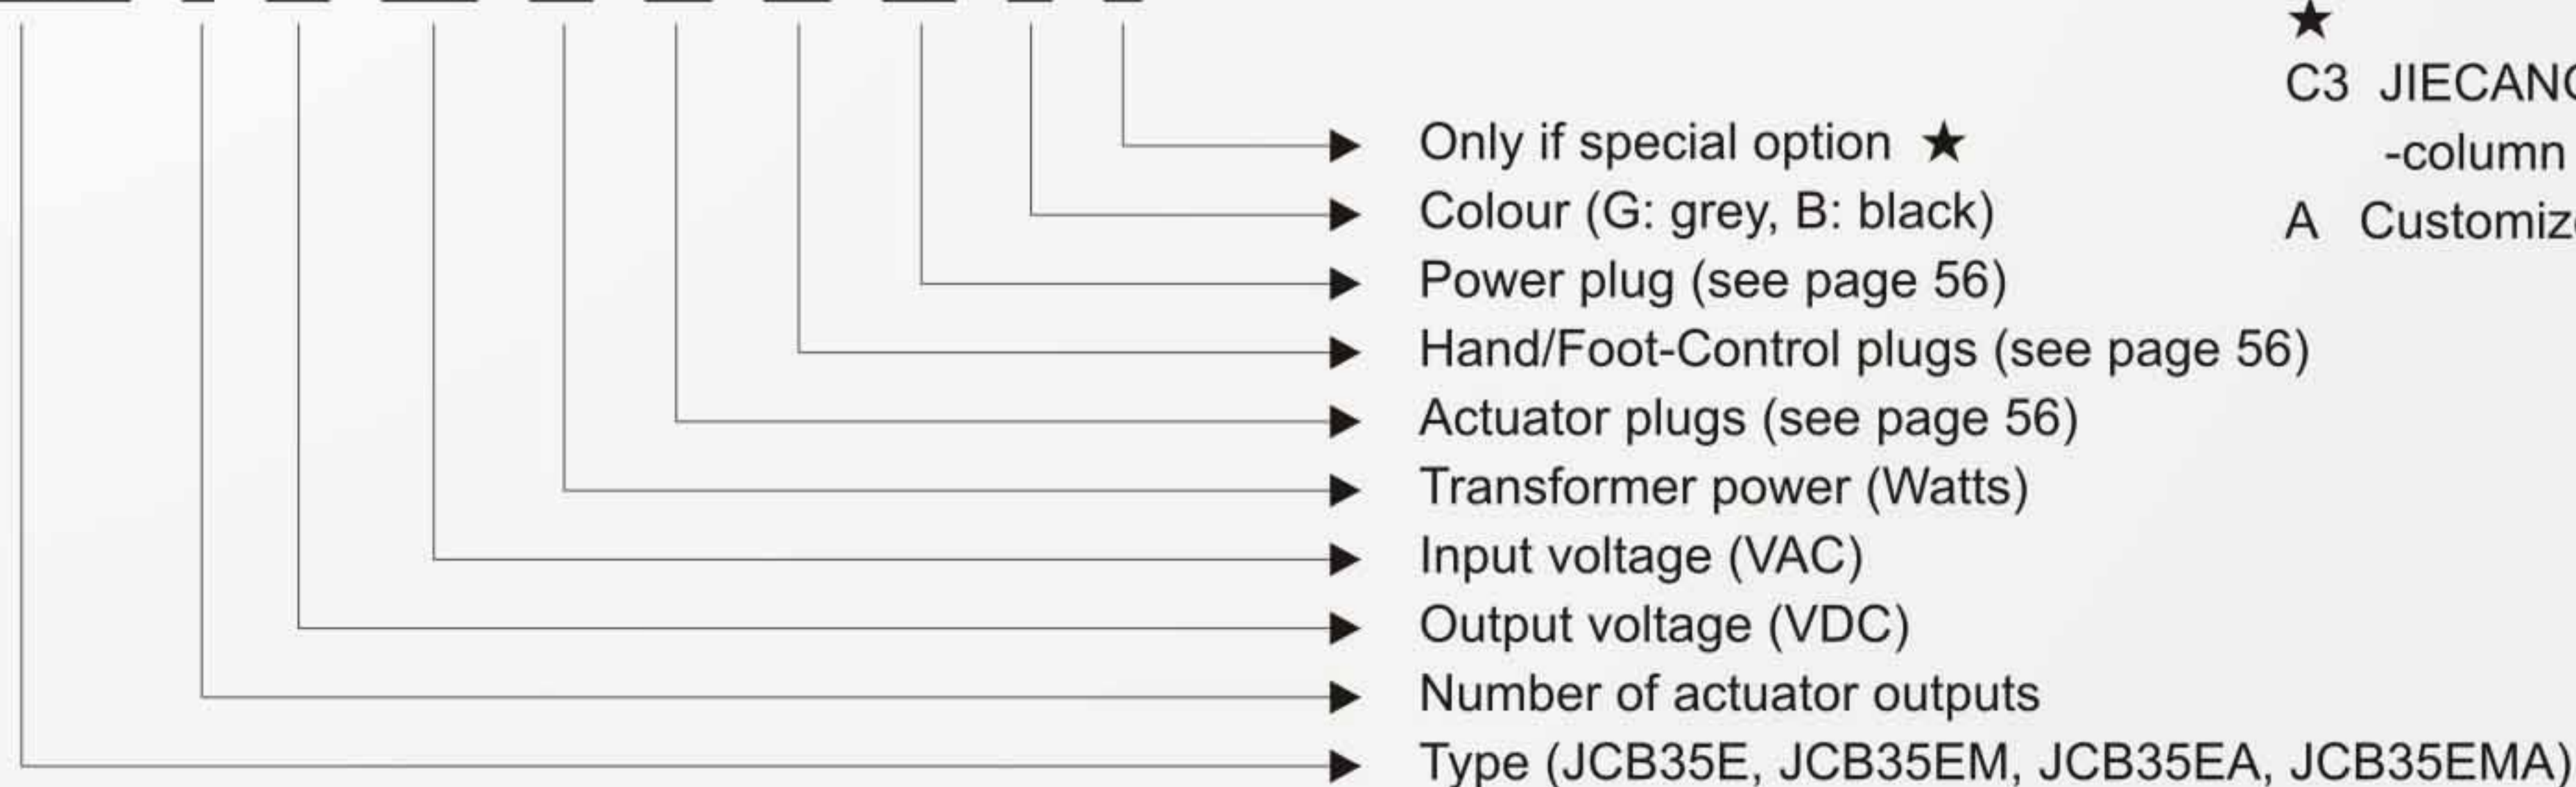 Only if special option ★
Colour (G: grey, B: black)
Power plug (see page 56)
Hand/Foot-Control plugs (see page 56)
Actuator plugs (see page 56)
Transformer power (Watts)
Input voltage (VAC)
Output voltage (VDC)
Number of actuator outputs
Type (JCB35E, JCB35EM, JCB35EA, JCB35EMA)
★
C3
-column
A